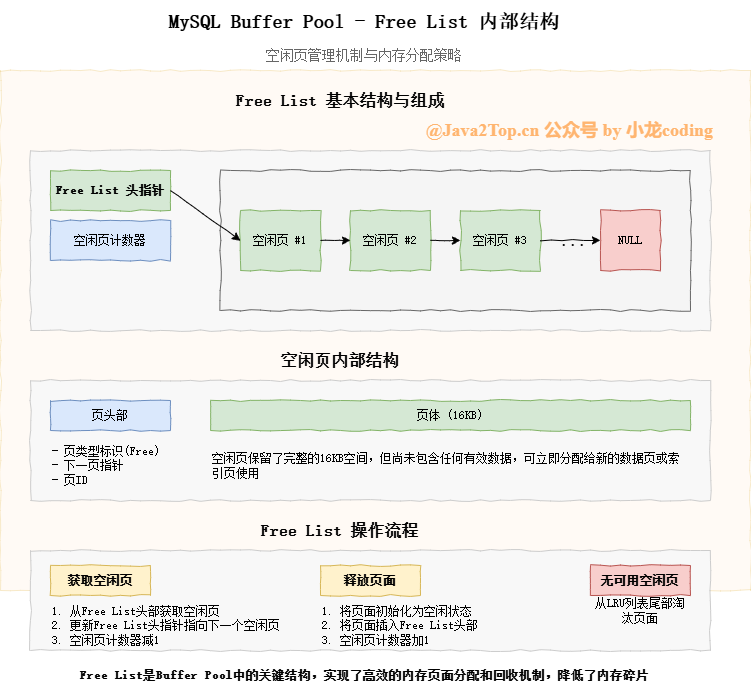 MySQL Buffer Pool - Free List 内部结构
空闲页管理机制与内存分配策略
Free List 基本结构与组成
@Java2Top.cn 公众号 by 小龙coding
Free List 头指针
空闲页计数器
空闲页 #1
空闲页 #2
空闲页 #3
...
NULL
空闲页内部结构
页头部
页体 (16KB)
- 页类型标识(Free)
- 下一页指针
- 页ID
空闲页保留了完整的16KB空间，但尚未包含任何有效数据，可立即分配给新的数据页或索
引页使用
Free List 操作流程
获取空闲页
1. 从Free List头部获取空闲页
2. 更新Free List头指针指向下一个空闲页
3. 空闲页计数器减1
释放页面
1. 将页面初始化为空闲状态
2. 将页面插入Free List头部
3. 空闲页计数器加1
无可用空闲页
从LRU列表尾部淘
汰页面
Free List是Buffer Pool中的关键结构，实现了高效的内存页面分配和回收机制，降低了内存碎片